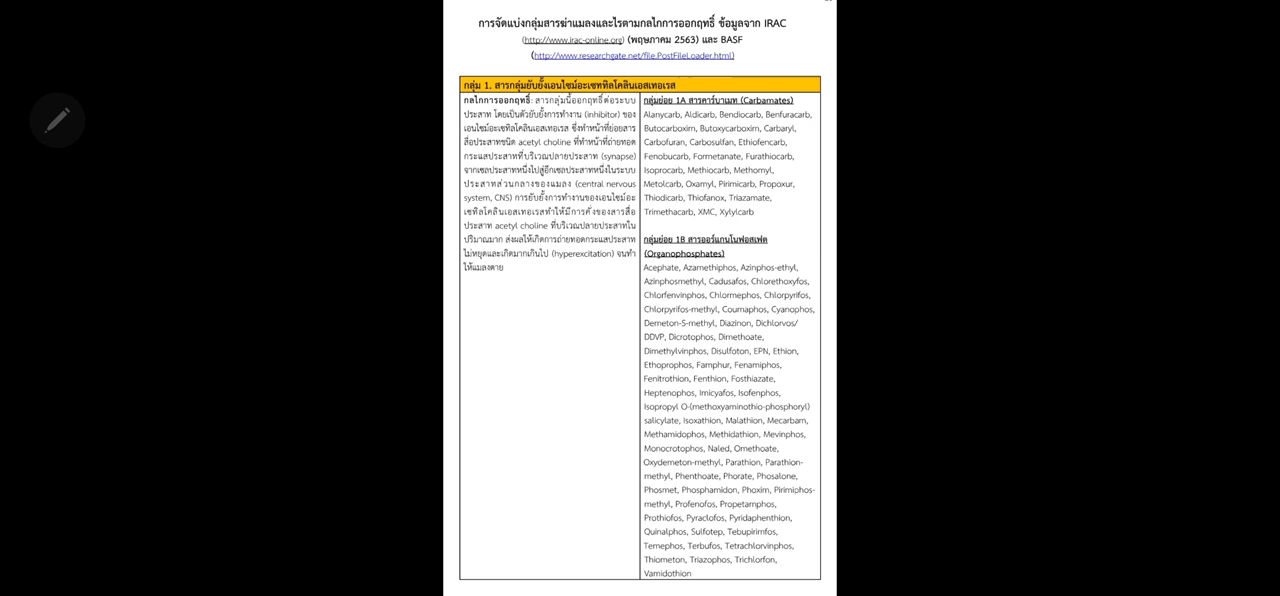 การจัดแบ่งกลุ่มสารฆ่าแมลงและไรตามกลไกการออกฤทธิ์ ข้อมูลจาก IRAC
(http://www.irac-online.org) (พฤษภาคม 2563) และ BASF
(http://www.researchgate.net/file.PostFileLoader.html)
กลุ่ม 1. สารกลุ่มยับยั้งเอนไซม์อะเซททิลโคลินเอสเทอเรส
กลไกการออกฤทธิ์: สารกลุ่มนี้ออกฤทธิ์ต่อระบบ
ประสาท โดยเป็นตัวยับยั้งการทำงาน (inhibitor) ของ
เอนไซม์อะเซทิลโคลินเอสเทอเรส ซึ่งทำหน้าที่ย่อยสาร
สื่อประสาทชนิด acetyl choline ที่ทำหน้าที่ถ่ายทอด
กระแสประสาทที่บริเวณปลายประสาท (synapse)
จากเซลประสาทหนึ่งไปสู่อีกเซลประสาทหนึ่งในระบบ
ประสาทส่วนกลางของแมลง (central nervous
system, CNS) การยับยั้งการทำงานของเอนไซม์อะ
เซทิลโคลินเอสเทอเรสทำให้มีการคั่งของสารสื่อ
ประสาท acetyl choline ที่บริเวณปลายประสาทใน
ปริมาณมาก ส่งผลให้เกิดการถ่ายทอดกระแสประสาท
ไม่หยุดและเกิดมากเกินไป (hyperexcitation) จนทำ
ให้แมลงตาย
กลุ่มย่อย 1A สารคาร์บาเมท (Carbamates)
Alanycarb, Aldicarb, Bendiocarb, Benfuracarb,
Butocarboxim, Butoxycarboxim, Carbaryl,
Carbofuran, Carbosulfan, Ethiofencarb,
Fenobucarb, Formetanate, Furathiocarb,
Isoprocarb, Methiocarb, Methomyl,
Metolcarb, Oxamyl, Pirimicarb, Propoxur,
Thiodicarb, Thiofanox, Triazamate,
Trimethacarb, XMC, Xylylcarb
กลุ่มย่อย 1B สารออร์แกนโนฟอสเฟต
(Organophosphates)
Acephate, Azamethiphos, Azinphos-ethyl,
Azinphosmethyl, Cadusafos, Chlorethoxyfos,
Chlorfenvinphos, Chlormephos, Chlorpyrifos,
Chlorpyrifos-methyl, Coumaphos, Cyanophos,
Demeton-S-methyl, Diazinon, Dichlorvos/
DDVP, Dicrotophos, Dimethoate,
Dimethylvinphos, Disulfoton, EPN, Ethion,
Ethoprophos, Famphur, Fenamiphos,
Fenitrothion, Fenthion, Fosthiazate,
Heptenophos, Imicyafos, Isofenphos,
Isopropyl O-(methoxyaminothio-phosphoryl)
salicylate, Isoxathion, Malathion, Mecarbam,
Methamidophos, Methidathion, Mevinphos,
Monocrotophos, Naled, Omethoate,
Oxydemeton-methyl, Parathion, Parathion-
methyl, Phenthoate, Phorate, Phosalone,
Phosmet, Phosphamidon, Phoxim, Pirimiphos-
methyl, Profenofos, Propetamphos,
Prothiofos, Pyraclofos, Pyridaphenthion,
Quinalphos, Sulfotep, Tebupirimfos,
Temephos, Terbufos, Tetrachlorvinphos,
Thiometon, Triazophos, Trichlorfon,
Vamidothion